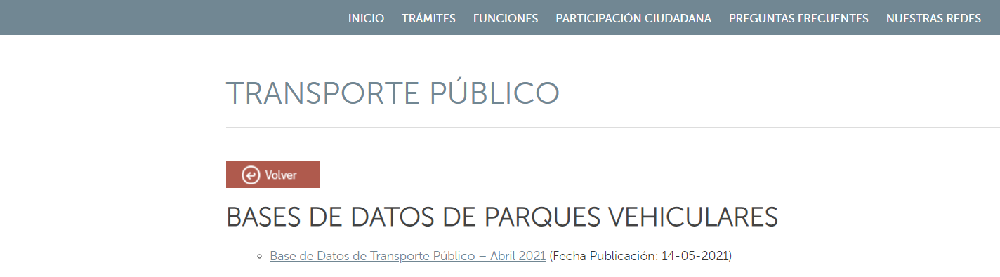 INICIO TRÁMITES FUNCIONES PARTICIPACIÓN CIUDADANA PREGUNTAS FRECUENTES NUESTRAS REDES
TRANSPORTE PÚBLICO
Volver
BASES DE DATOS DE PARQUES VEHICULARES
Base de Datos de Transporte Público – Abril 2021 (Fecha Publicación: 14-05-2021)